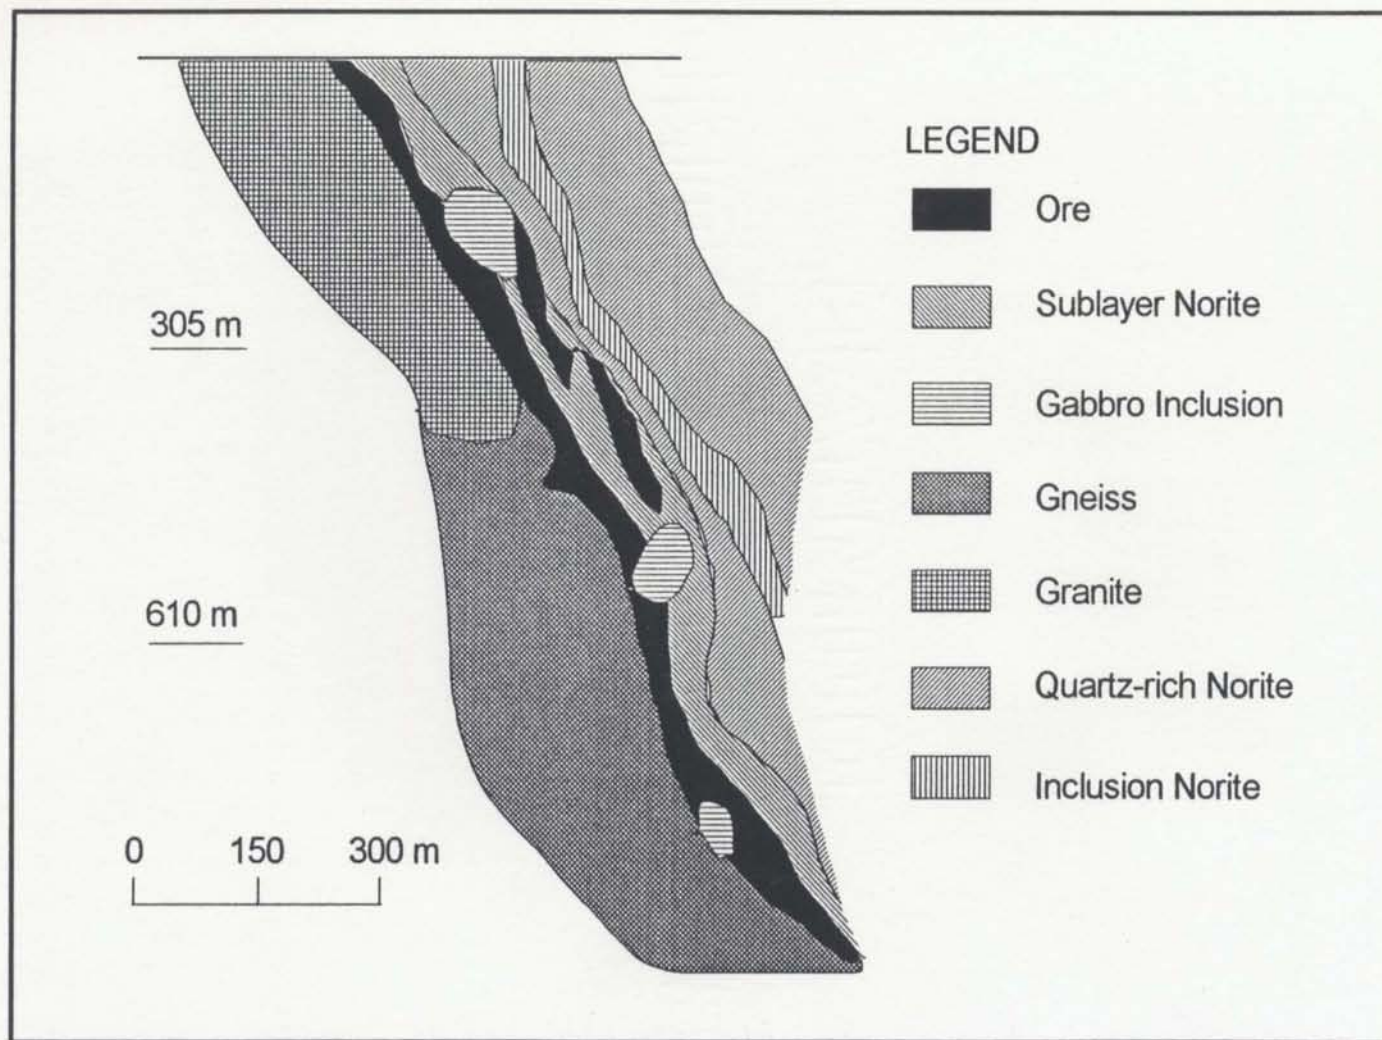 LEGEND
Ore
Sublayer Norite
305 m
Gabbro Inclusion
Gneiss
Granite
610 m
Quartz-rich Norite
Inclusion Norite
0 150 300 m